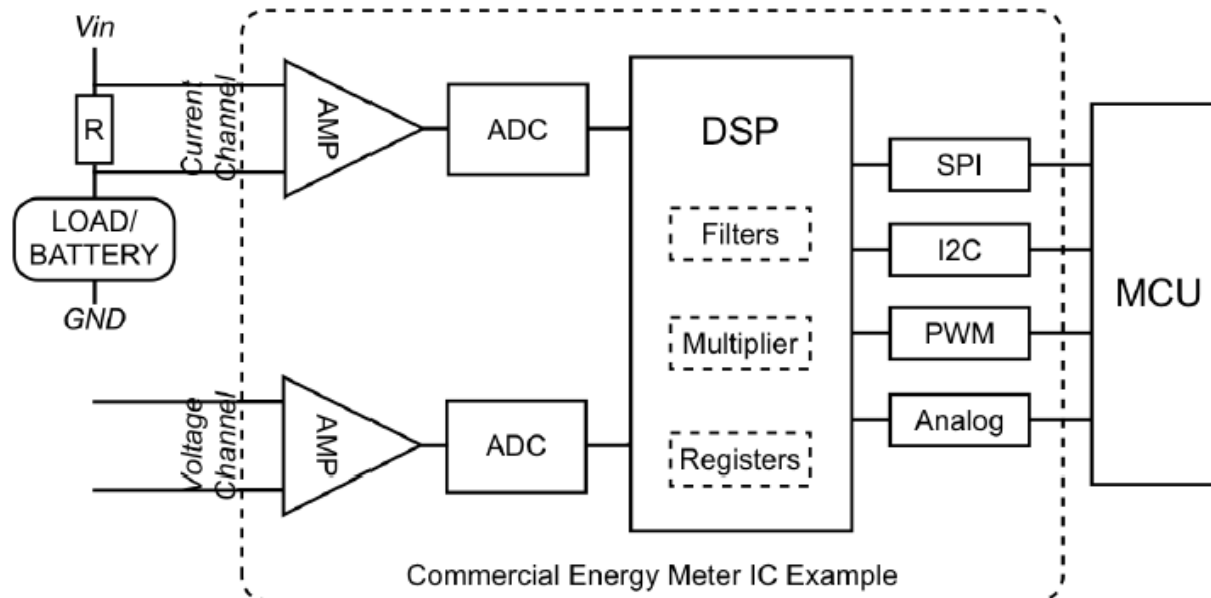 Vin
R
LOAD/
BATTERY
GND
Current
Channel
AMP
ADC
Voltage
Channel
AMP
ADC
DSP
Filters
Multiplier
Registers
SPI
I2C
PWM
Analog
MCU
Commercial Energy Meter IC Example